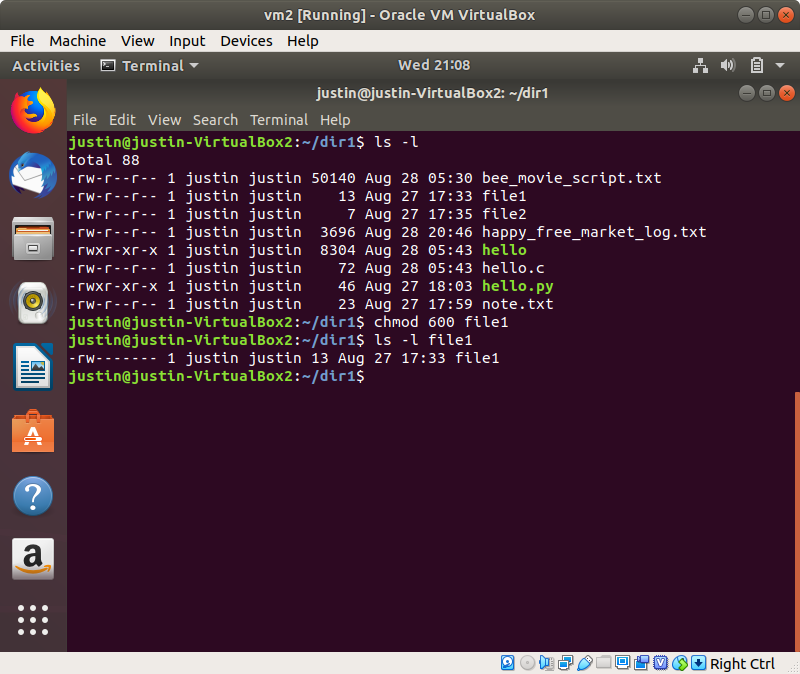 vm2 [Running] - Oracle VM VirtualBox
File Machine View Input Devices Help
Activities Terminal Wed 21:08
justin@justin-VirtualBox2: ~/dir1
File Edit View Search Terminal Help
justin@justin-VirtualBox2:~/dir1$ ls -l
total 88
-rw-r--r-- 1 justin justin 50140 Aug 28 05:30 bee_movie_script.txt
-rw-r--r-- 1 justin justin    13 Aug 27 17:33 file1
-rw-r--r-- 1 justin justin     7 Aug 27 17:35 file2
-rw-r--r-- 1 justin justin  3696 Aug 28 20:46 happy_free_market_log.txt
-rwxr-xr-x 1 justin justin  8304 Aug 28 05:43 hello
-rw-r--r-- 1 justin justin    72 Aug 28 05:43 hello.c
-rwxr-xr-x 1 justin justin    46 Aug 27 18:03 hello.py
-rw-r--r-- 1 justin justin    23 Aug 27 17:59 note.txt
justin@justin-VirtualBox2:~/dir1$ chmod 600 file1
justin@justin-VirtualBox2:~/dir1$ ls -l file1
-rw------- 1 justin justin 13 Aug 27 17:33 file1
justin@justin-VirtualBox2:~/dir1$
Right Ctrl